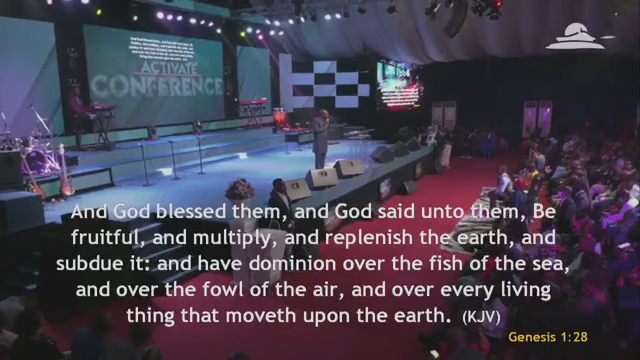 ACTIVATE
CONFERENCE
And God blessed them, and God said unto them, Be
fruitful, and multiply, and replenish the earth, and
subdue it: and have dominion over the fish of the sea,
and over the fowl of the air, and over every living
thing that moveth upon the earth. (KJV)
Genesis 1:28